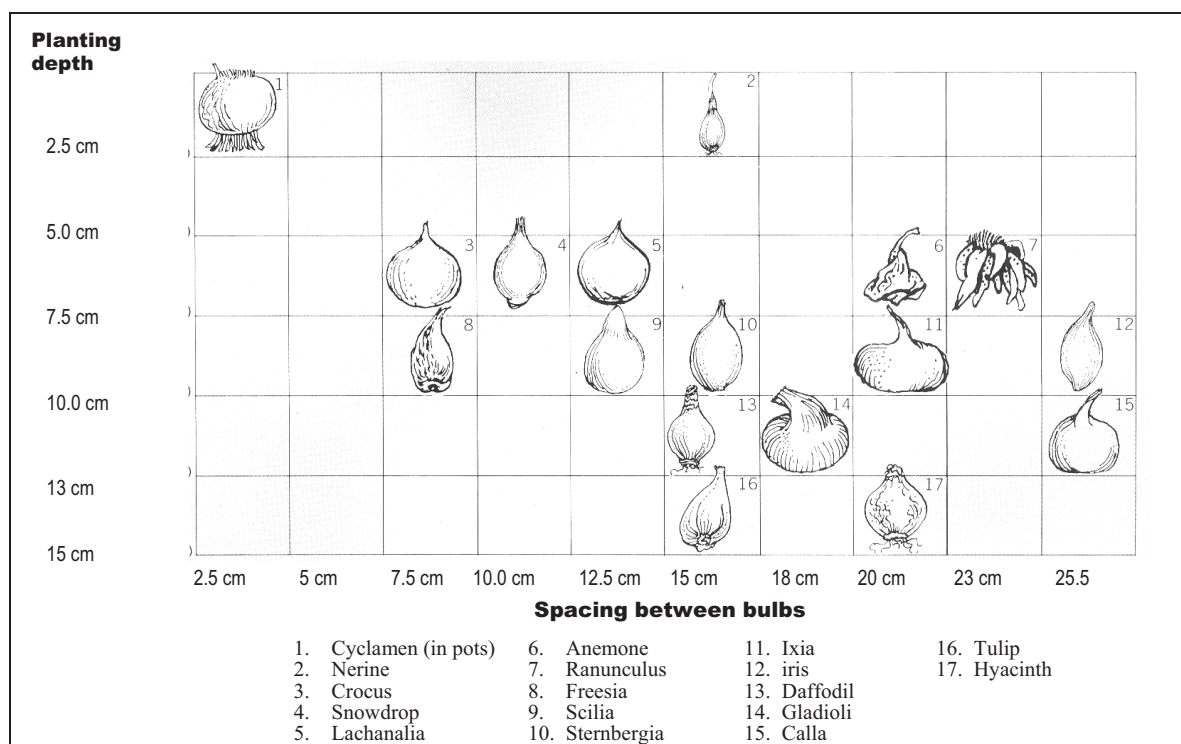 Planting
depth
1
2
2.5 cm
5.0 cm
3
4
5
6
7
7.5 cm
8
9
10
11
12
10.0 cm
13
14
15
13 cm
16
17
15 cm
2.5 cm 5 cm 7.5 cm 10.0 cm 12.5 cm 15 cm 18 cm 20 cm 23 cm 25.5
Spacing between bulbs
1. Cyclamen (in pots)
2. Nerine
3. Crocus
4. Snowdrop
5. Lachanalia
6. Anemone
7. Ranunculus
8. Freesia
9. Scilia
10. Sternbergia
11. Ixia
12. iris
13. Daffodil
14. Gladioli
15. Calla
16. Tulip
17. Hyacinth